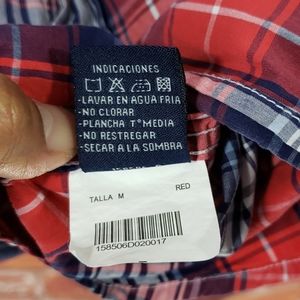 INDICACIONES
-LAVAR EN AGUA FRIA
-NO CLORAR
-PLANCHA T° MEDIA
-NO RESTREGAR
-SECAR A LA SOMBRA
TALLA M RED
158506D020017